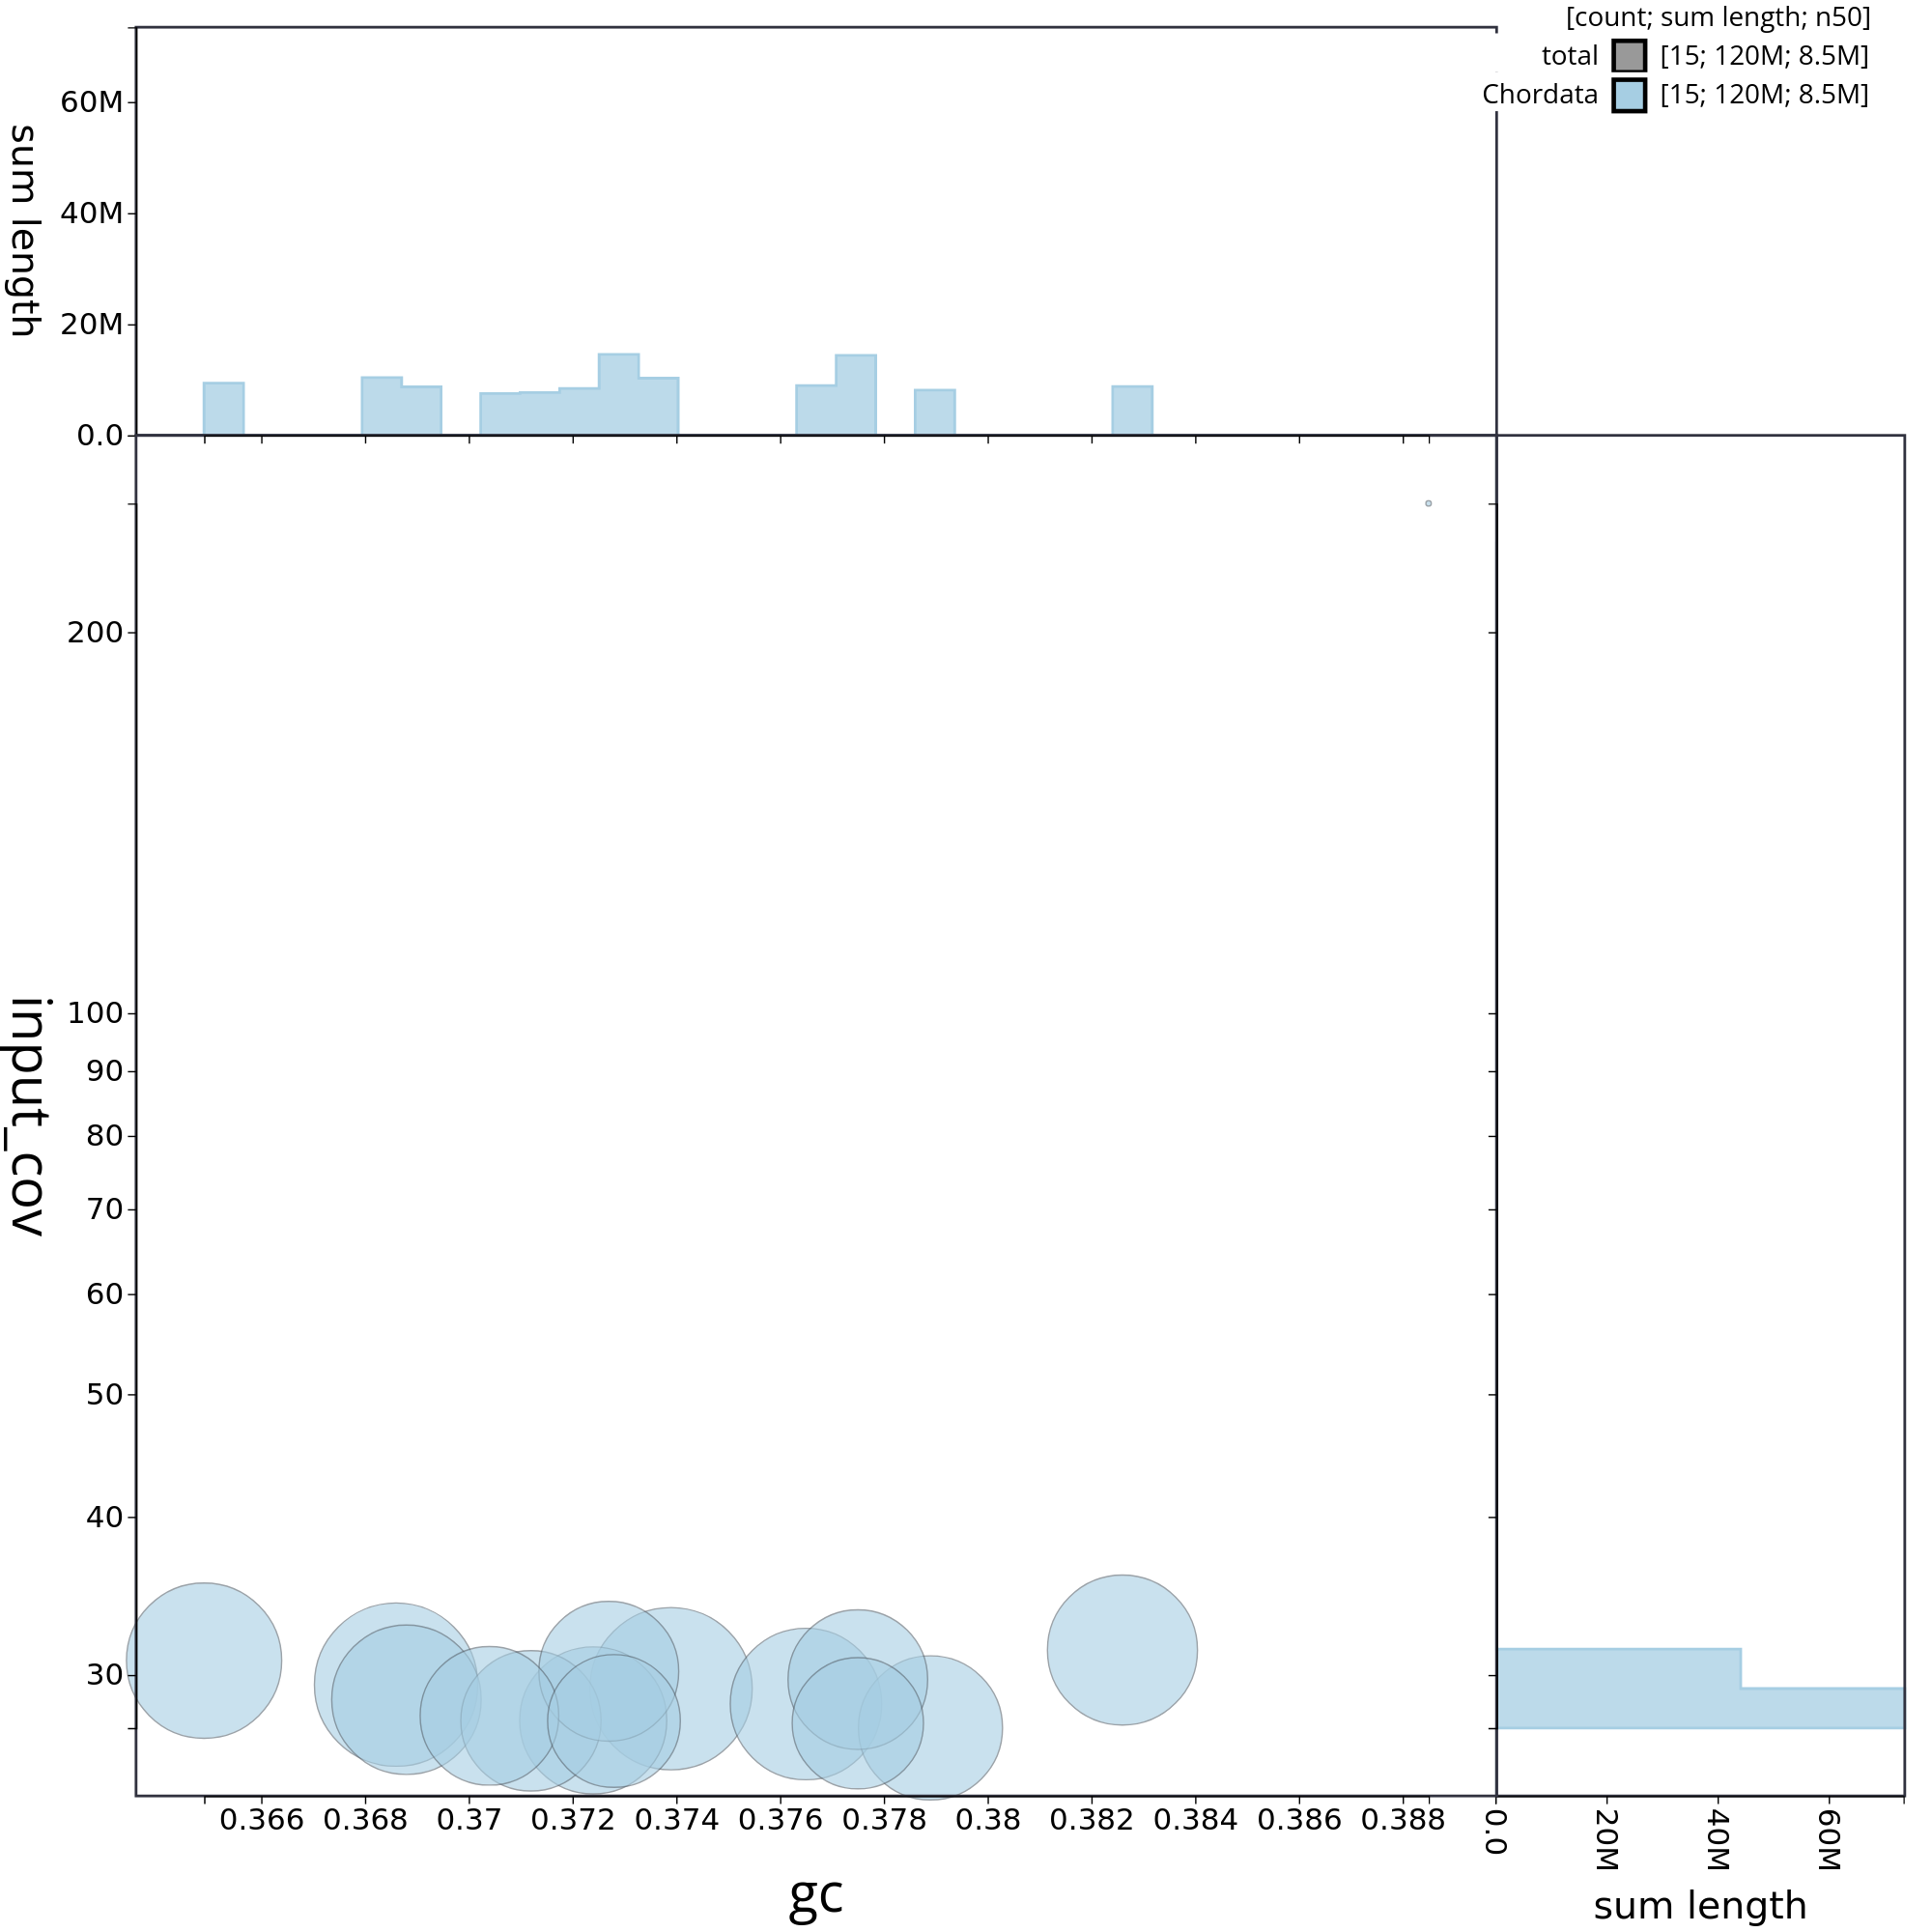 [count; sum length; n50]
total [15; 120M; 8.5M]
Chordata [15; 120M; 8.5M]
sum length
60M
40M
20M
0.0
input_cov
200
100
90
80
70
60
50
40
30
0.366 0.368 0.37 0.372 0.374 0.376 0.378 0.38 0.382 0.384 0.386 0.388
gc
0.0 20M 40M 60M
sum length